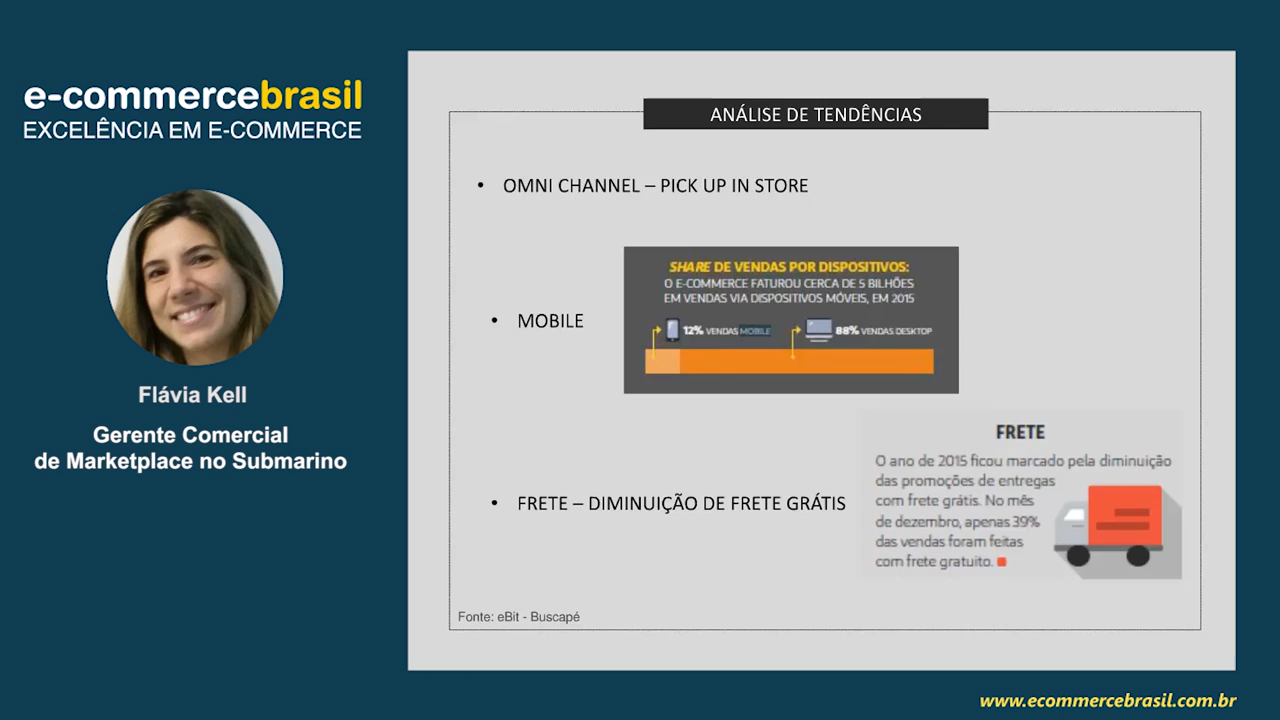 e-commercebrasil
EXCELÊNCIA EM E-COMMERCE
Flávia Kell
Gerente Comercial
de Marketplace no Submarino
ANÁLISE DE TENDÊNCIAS
• OMNI CHANNEL – PICK UP IN STORE
• MOBILE
SHARE DE VENDAS POR DISPOSITIVOS:
O E-COMMERCE FATUROU CERCA DE 5 BILHÕES
EM VENDAS VIA DISPOSITIVOS MÓVEIS, EM 2015
12% VENDAS MOBILE
88% VENDAS DESKTOP
• FRETE – DIMINUIÇÃO DE FRETE GRÁTIS
FRETE
O ano de 2015 ficou marcado pela diminuição
das promoções de entregas
com frete grátis. No mês
de dezembro, apenas 39%
das vendas foram feitas
com frete gratuito.
Fonte: eBit - Buscapé
www.ecommercebrasil.com.br